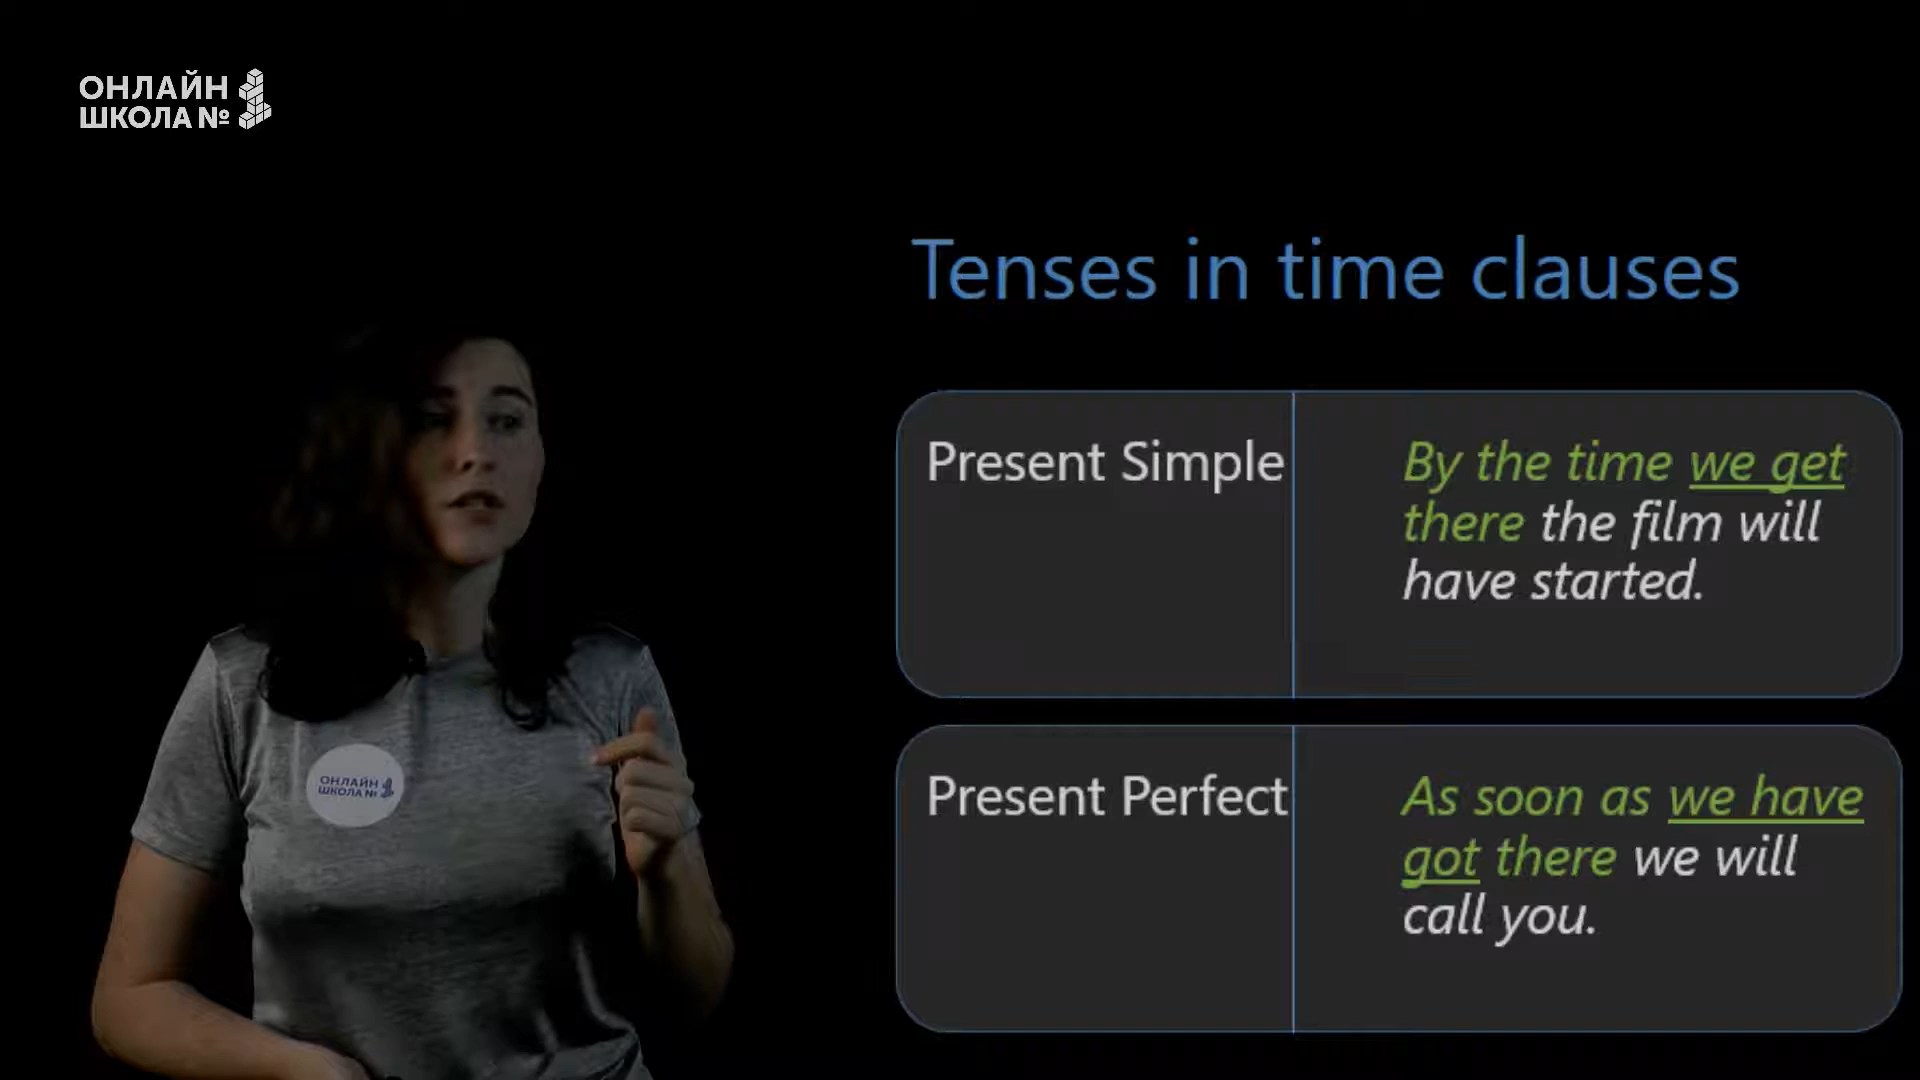 ОНЛАЙН
ШКОЛА №
Tenses in time clauses
Present Simple
By the time we get
there the film will
have started.
Present Perfect
As soon as we have
got there we will
call you.
ОНЛАЙН
ШКОЛА №